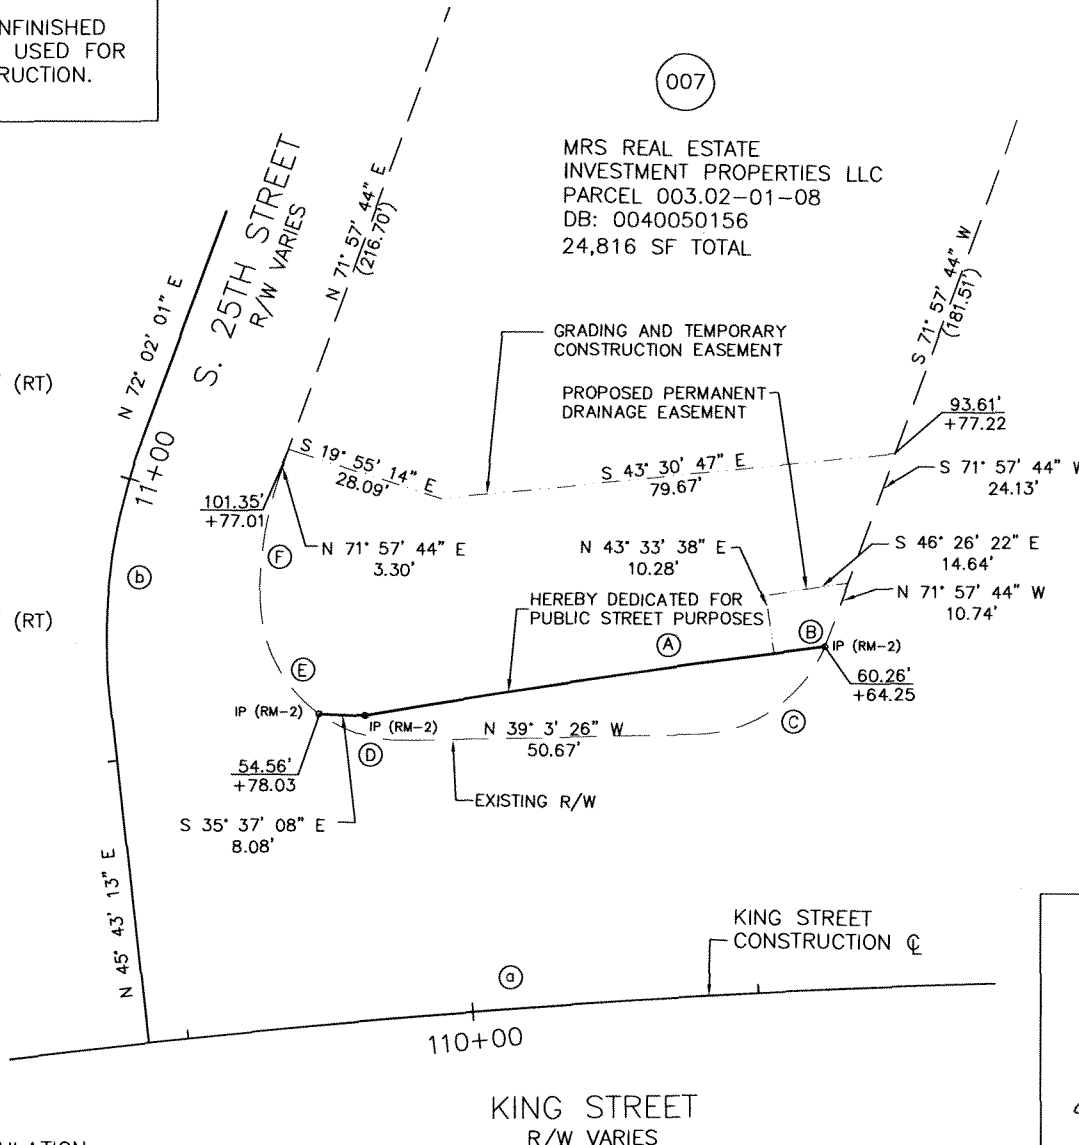 NFINISHED
USED FOR
RUCTION.
007
MRS REAL ESTATE
INVESTMENT PROPERTIES LLC
PARCEL 003.02-01-08
DB: 0040050156
24,816 SF TOTAL
S. 25TH STREET
R/W VARIES
N 71° 57' 44" E
(216.70')
N 72° 02' 01" E
S 71° 57' 44" W
(181.51')
(RT)
GRADING AND TEMPORARY
CONSTRUCTION EASEMENT
PROPOSED PERMANENT
DRAINAGE EASEMENT
93.61'
+77.22
11+00
S 19° 55' 14" E
28.09'
S 43° 30' 47" E
79.67'
S 71° 57' 44" W
24.13'
101.35'
+77.01
N 71° 57' 44" E
3.30'
N 43° 33' 38" E
10.28'
S 46° 26' 22" E
14.64'
F
b
N 71° 57' 44" W
10.74'
HEREBY DEDICATED FOR
PUBLIC STREET PURPOSES
(RT)
A
B
IP (RM-2)
E
60.26'
+64.25
IP (RM-2)
IP (RM-2)
C
D
N 39° 3' 26" W
50.67'
54.56'
+78.03
EXISTING R/W
S 35° 37' 08" E
8.08'
N 45° 43' 13" E
KING STREET
CONSTRUCTION ℄
a
110+00
KING STREET
R/W VARIES
ULATION